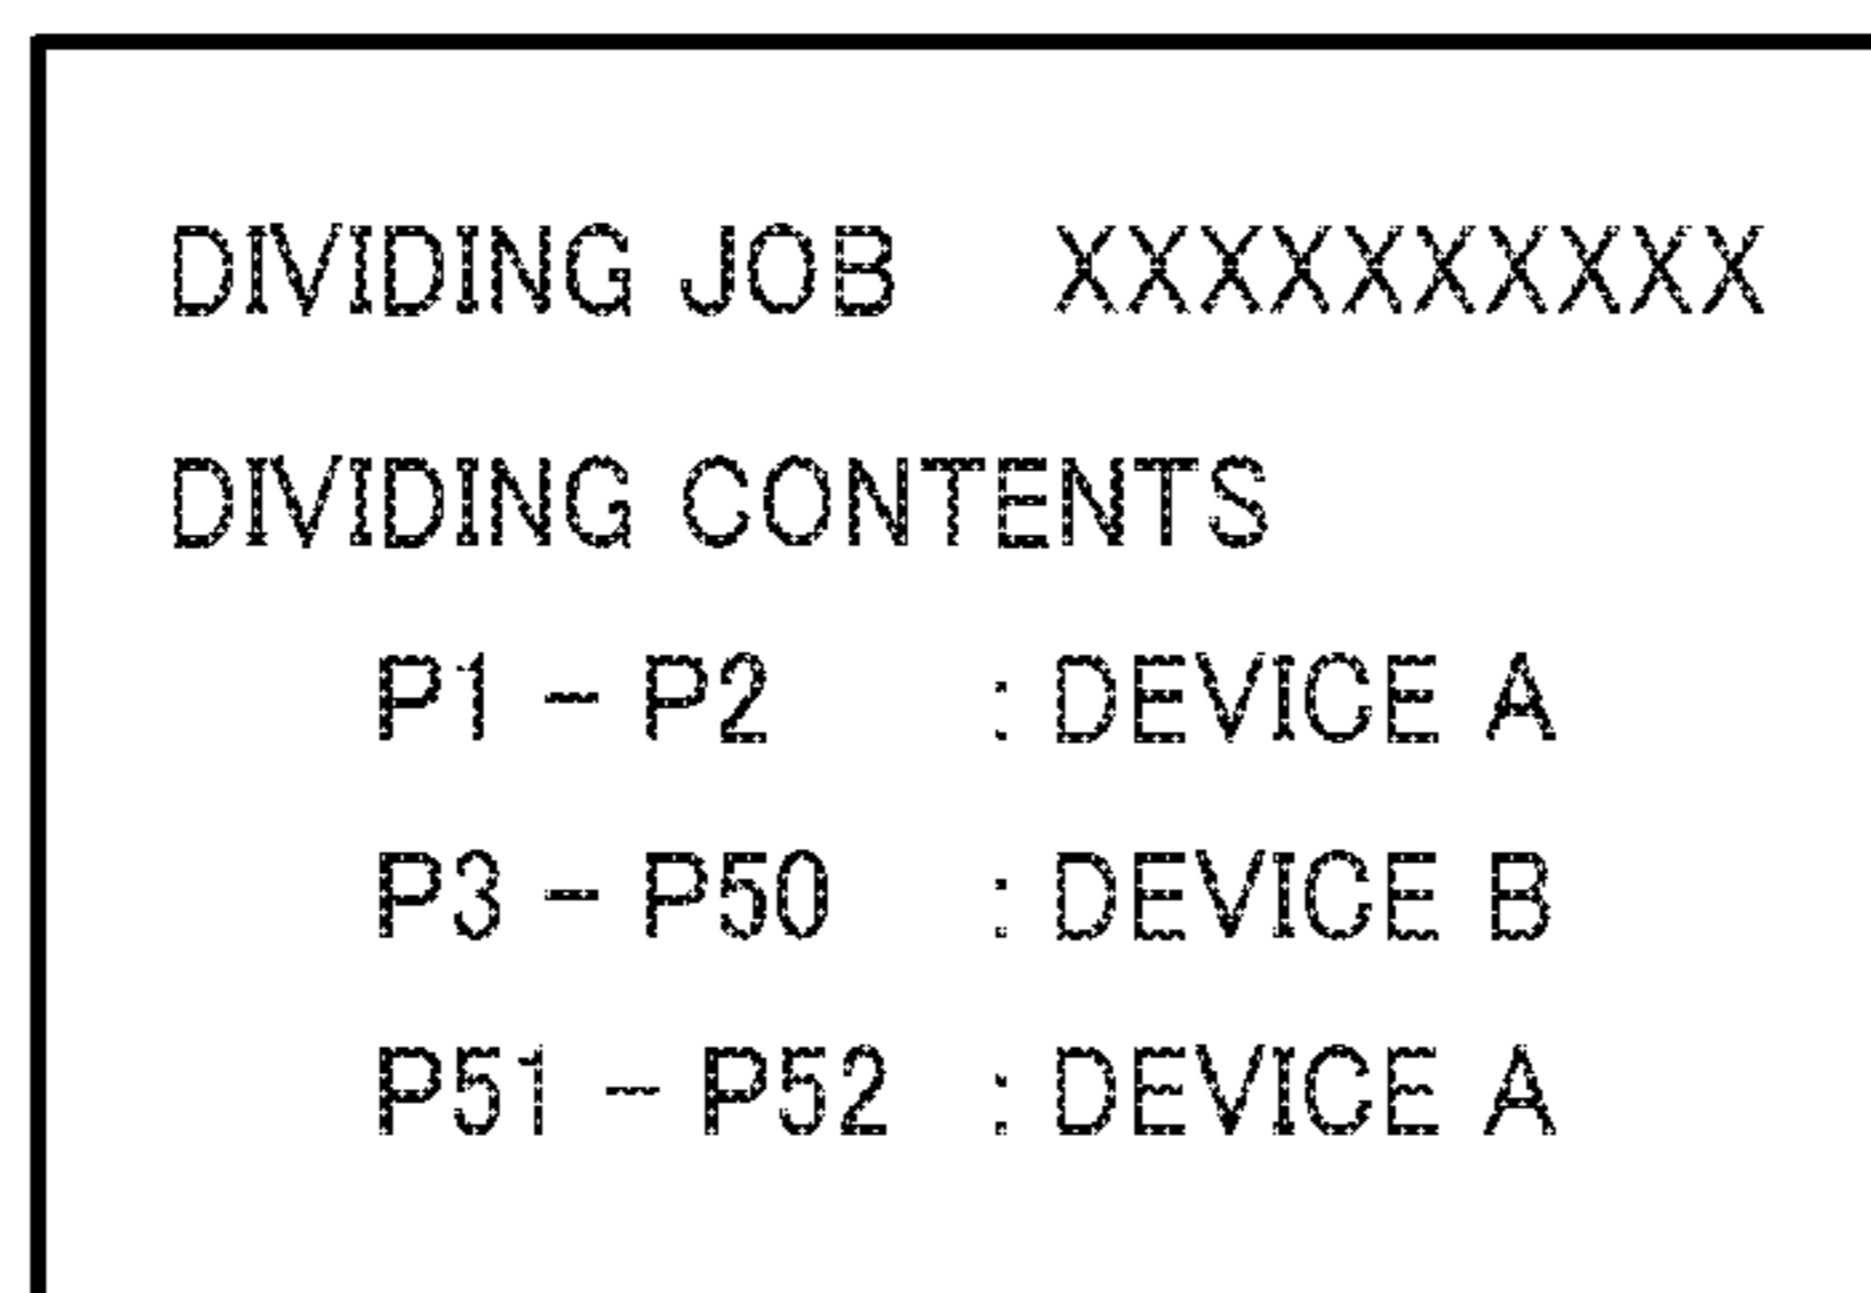 DIVIDING JOB XXXXXXXXXX
DIVIDING CONTENTS
P1 – P2 : DEVICE A
P3 – P50 : DEVICE B
P51 – P52 : DEVICE A